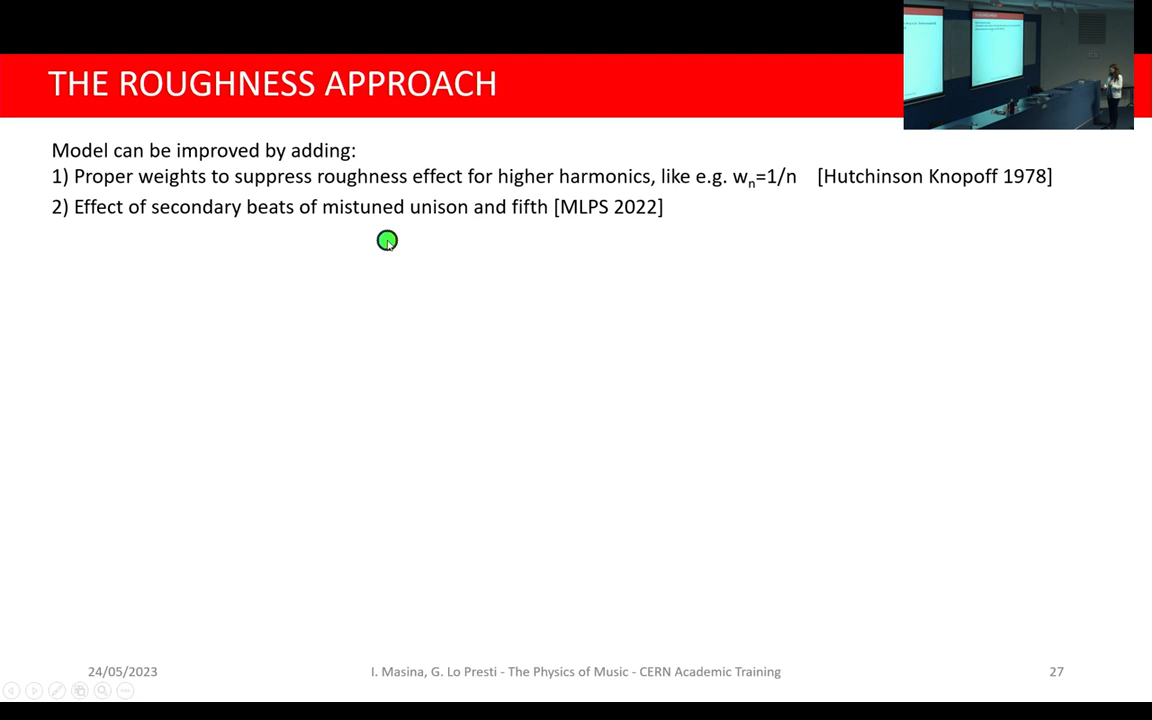 THE ROUGHNESS APPROACH
Model can be improved by adding:
1) Proper weights to suppress roughness effect for higher harmonics, like e.g. wₙ=1/n [Hutchinson Knopoff 1978]
2) Effect of secondary beats of mistuned unison and fifth [MLPS 2022]
24/05/2023 I. Masina, G. Lo Presti - The Physics of Music - CERN Academic Training 27